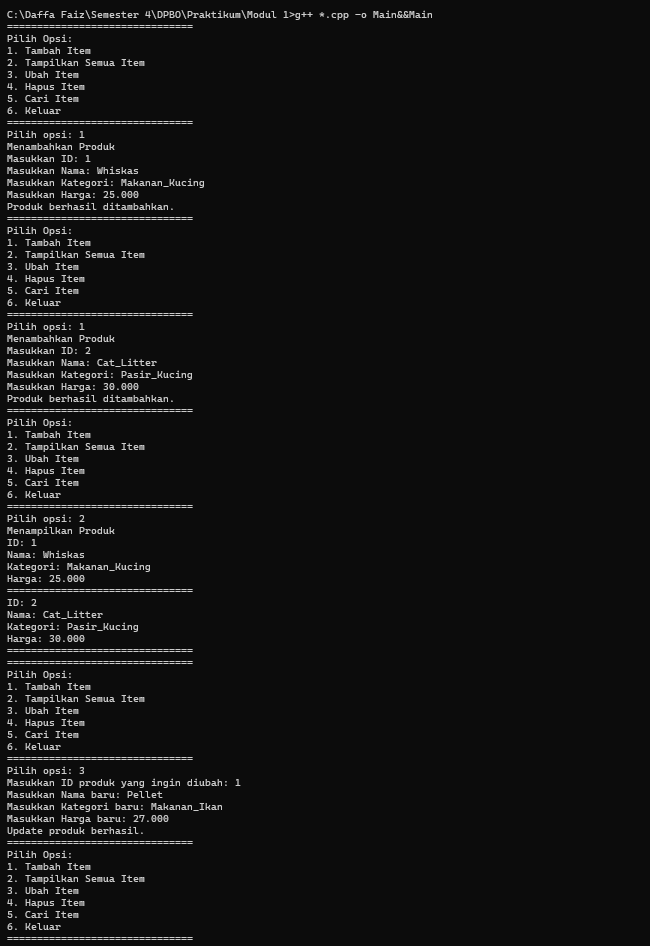 C:\Daffa Faiz\Semester 4\DPBO\Praktikum\Modul 1>g++ *.cpp -o Main&&Main
===============================
Pilih Opsi:
1. Tambah Item
2. Tampilkan Semua Item
3. Ubah Item
4. Hapus Item
5. Cari Item
6. Keluar
===============================
Pilih opsi: 1
Menambahkan Produk
Masukkan ID: 1
Masukkan Nama: Whiskas
Masukkan Kategori: Makanan_Kucing
Masukkan Harga: 25.000
Produk berhasil ditambahkan.
===============================
Pilih Opsi:
1. Tambah Item
2. Tampilkan Semua Item
3. Ubah Item
4. Hapus Item
5. Cari Item
6. Keluar
===============================
Pilih opsi: 1
Menambahkan Produk
Masukkan ID: 2
Masukkan Nama: Cat_Litter
Masukkan Kategori: Pasir_Kucing
Masukkan Harga: 30.000
Produk berhasil ditambahkan.
===============================
Pilih Opsi:
1. Tambah Item
2. Tampilkan Semua Item
3. Ubah Item
4. Hapus Item
5. Cari Item
6. Keluar
===============================
Pilih opsi: 2
Menampilkan Produk
ID: 1
Nama: Whiskas
Kategori: Makanan_Kucing
Harga: 25.000
===============================
ID: 2
Nama: Cat_Litter
Kategori: Pasir_Kucing
Harga: 30.000
===============================
===============================
Pilih Opsi:
1. Tambah Item
2. Tampilkan Semua Item
3. Ubah Item
4. Hapus Item
5. Cari Item
6. Keluar
===============================
Pilih opsi: 3
Masukkan ID produk yang ingin diubah: 1
Masukkan Nama baru: Pellet
Masukkan Kategori baru: Makanan_Ikan
Masukkan Harga baru: 27.000
Update produk berhasil.
===============================
Pilih Opsi:
1. Tambah Item
2. Tampilkan Semua Item
3. Ubah Item
4. Hapus Item
5. Cari Item
6. Keluar
===============================